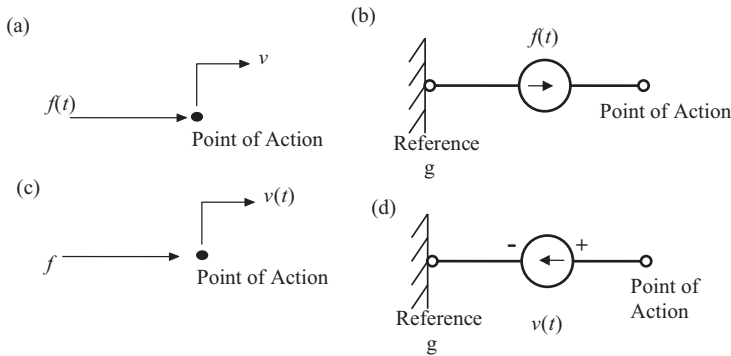 (a)
v
f(t)
Point of Action
(b)
f(t)
Point of Action
Reference
g
(c)
v(t)
f
Point of Action
(d)
- +
Point of
Action
Reference
g
v(t)